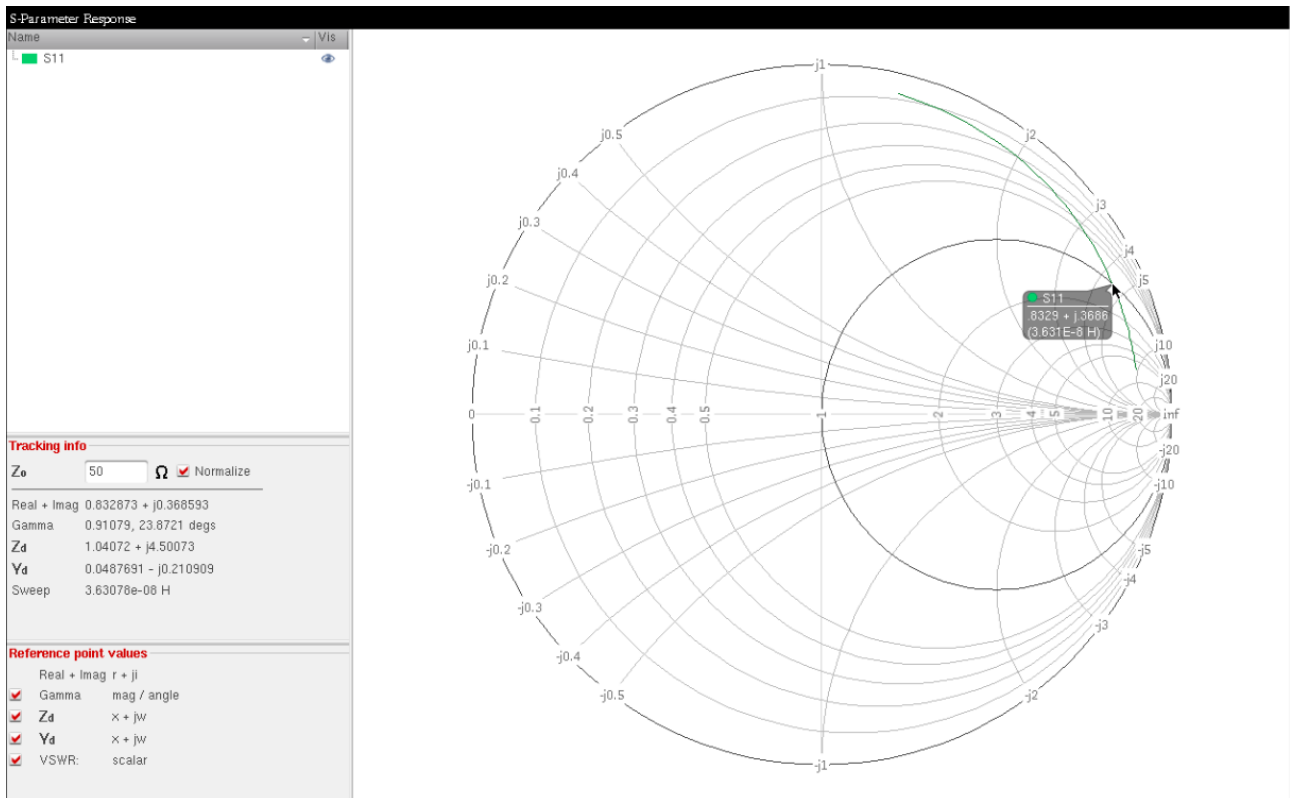 S-Parameter Response
Name Vis
S11
Tracking info
Zo 50 Ω Normalize
Real + Imag 0.832873 + j0.368593
Gamma 0.91079, 23.8721 degs
Zd 1.04072 + j4.50073
Yd 0.0487691 - j0.210909
Sweep 3.63078e-08 H
Reference point values
Real + Imag r + ji
Gamma mag / angle
Zd x + jw
Yd x + jw
VSWR: scalar
j1
j0.5
j2
j0.4
j3
j0.3
j4
j0.2
j5
S11
.8329 + j.3686
(3.631E-8 H)
j0.1
j10
j20
0 0.1 0.2 0.3 0.4 0.5 1 2 3 4 5 10 20 inf
-j20
-j0.1
-j10
-j0.2
-j5
-j4
-j0.3
-j3
-j0.4
-j0.5
-j2
-j1